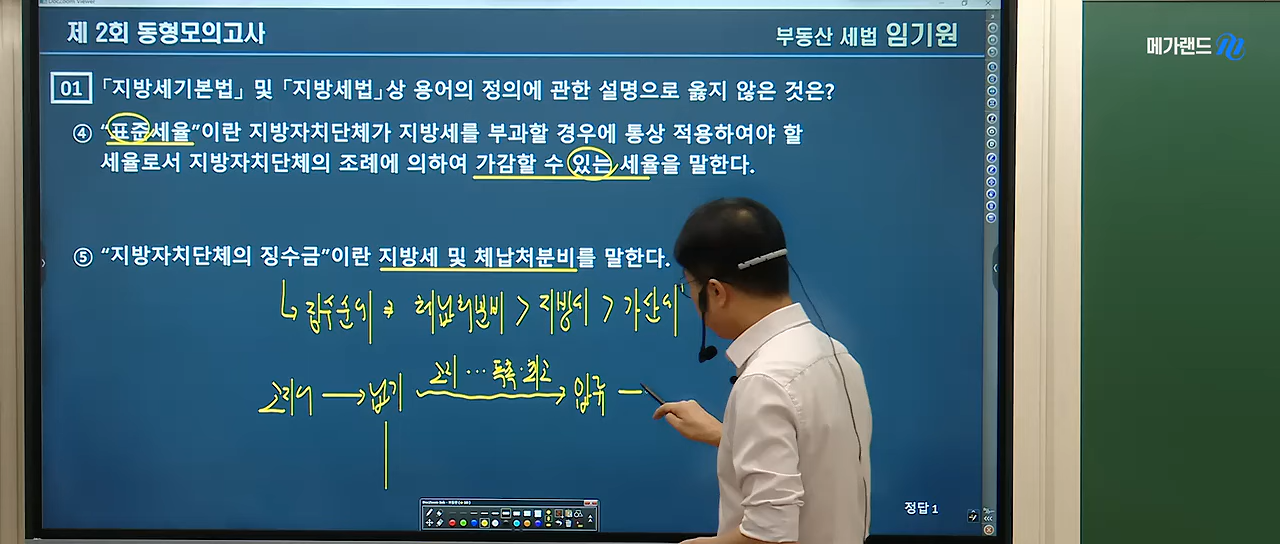 제 2회 동형모의고사
부동산 세법 임기원
메가랜드
01 「지방세기본법」 및 「지방세법」상 용어의 정의에 관한 설명으로 옳지 않은 것은?
④ “표준세율”이란 지방자치단체가 지방세를 부과할 경우에 통상 적용하여야 할
세율로서 지방자치단체의 조례에 의하여 가감할 수 있는 세율을 말한다.
⑤ “지방자치단체의 징수금”이란 지방세 및 체납처분비를 말한다.
징수순위 체납처분비 > 지방세 > 가산세
고지서 → 납기 고지 … 독촉·최고 → 압류 —
정답 1